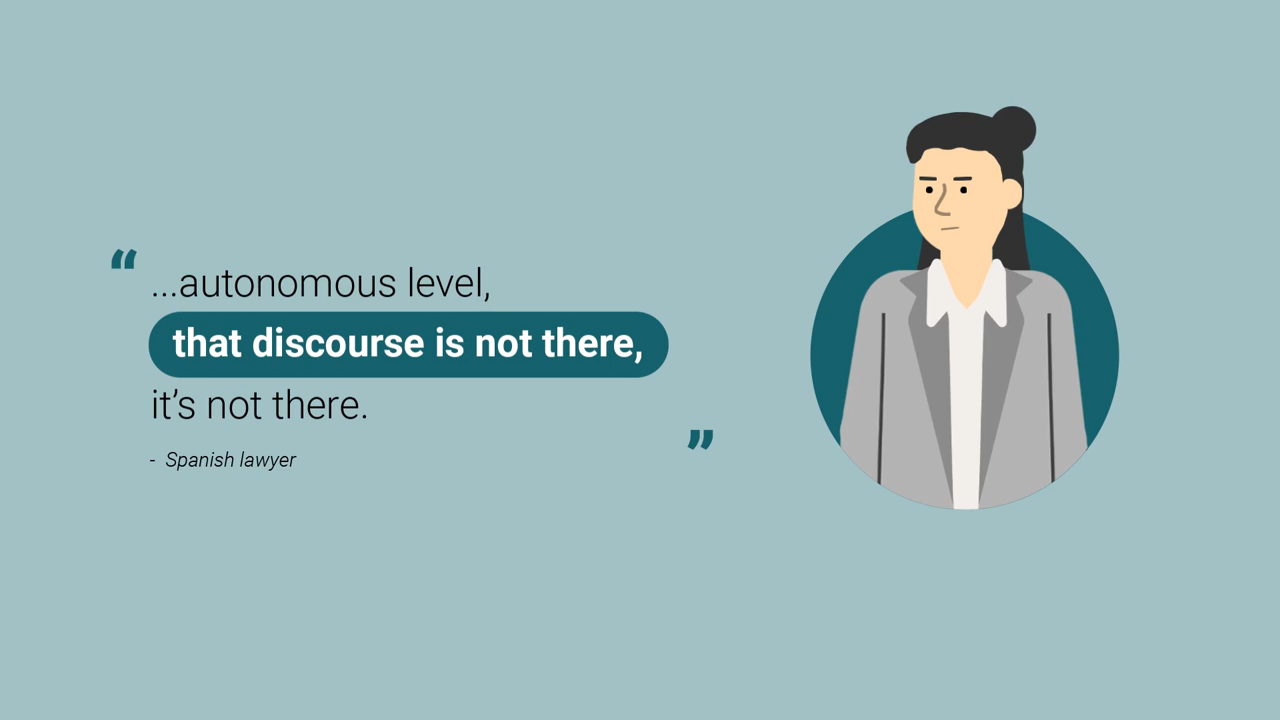 “ ...autonomous level,
that discourse is not there,
it’s not there. ”
- Spanish lawyer